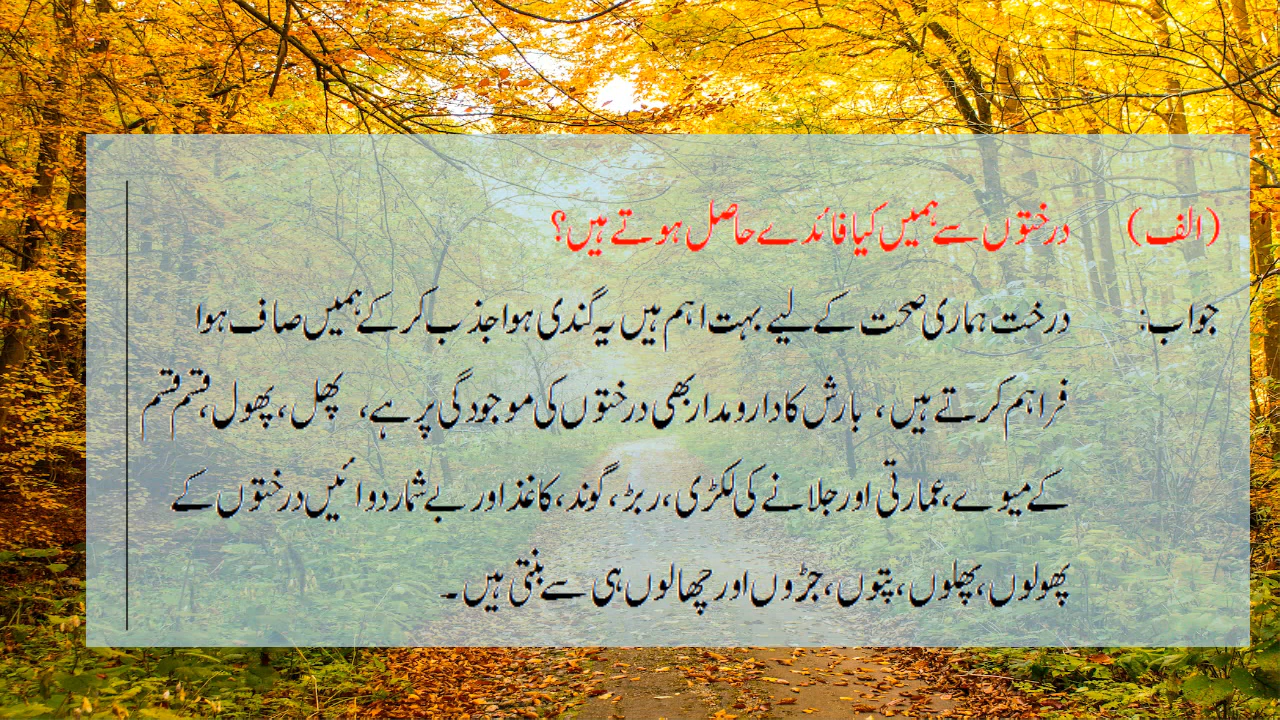 (الف) درختوں سے ہمیں کیا فائدے حاصل ہوتے ہیں؟
جواب: درخت ہماری صحت کے لیے بہت اہم ہیں یہ گندی ہوا جذب کر کے ہمیں صاف ہوا
فراہم کرتے ہیں، بارش کا دارومدار بھی درختوں کی موجودگی پر ہے، پھل، پھول، قسم قسم
کے میوے، عمارتی اور جلانے کی لکڑی، ربڑ، گوند، کاغذ اور بے شمار دوائیں درختوں کے
پھولوں، پھلوں، پتوں، جڑوں اور چھالوں ہی سے بنتی ہیں۔